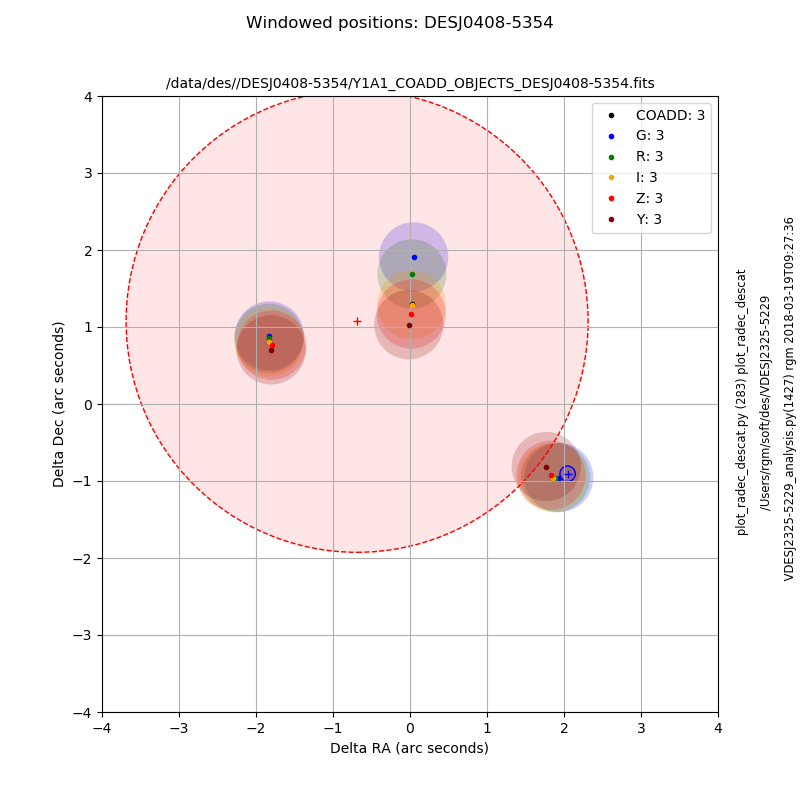 Windowed positions: DESJ0408-5354
/data/des//DESJ0408-5354/Y1A1_COADD_OBJECTS_DESJ0408-5354.fits
COADD: 3
G: 3
R: 3
I: 3
Z: 3
Y: 3
4
3
2
1
0
−1
−2
−3
−4
Delta Dec (arc seconds)
−4 −3 −2 −1 0 1 2 3 4
Delta RA (arc seconds)
plot_radec_descat.py (283) plot_radec_descat
/Users/rgm/soft/des/VDESJ2325-5229
VDESJ2325-5229_analysis.py(1427) rgm 2018-03-19T09:27:36